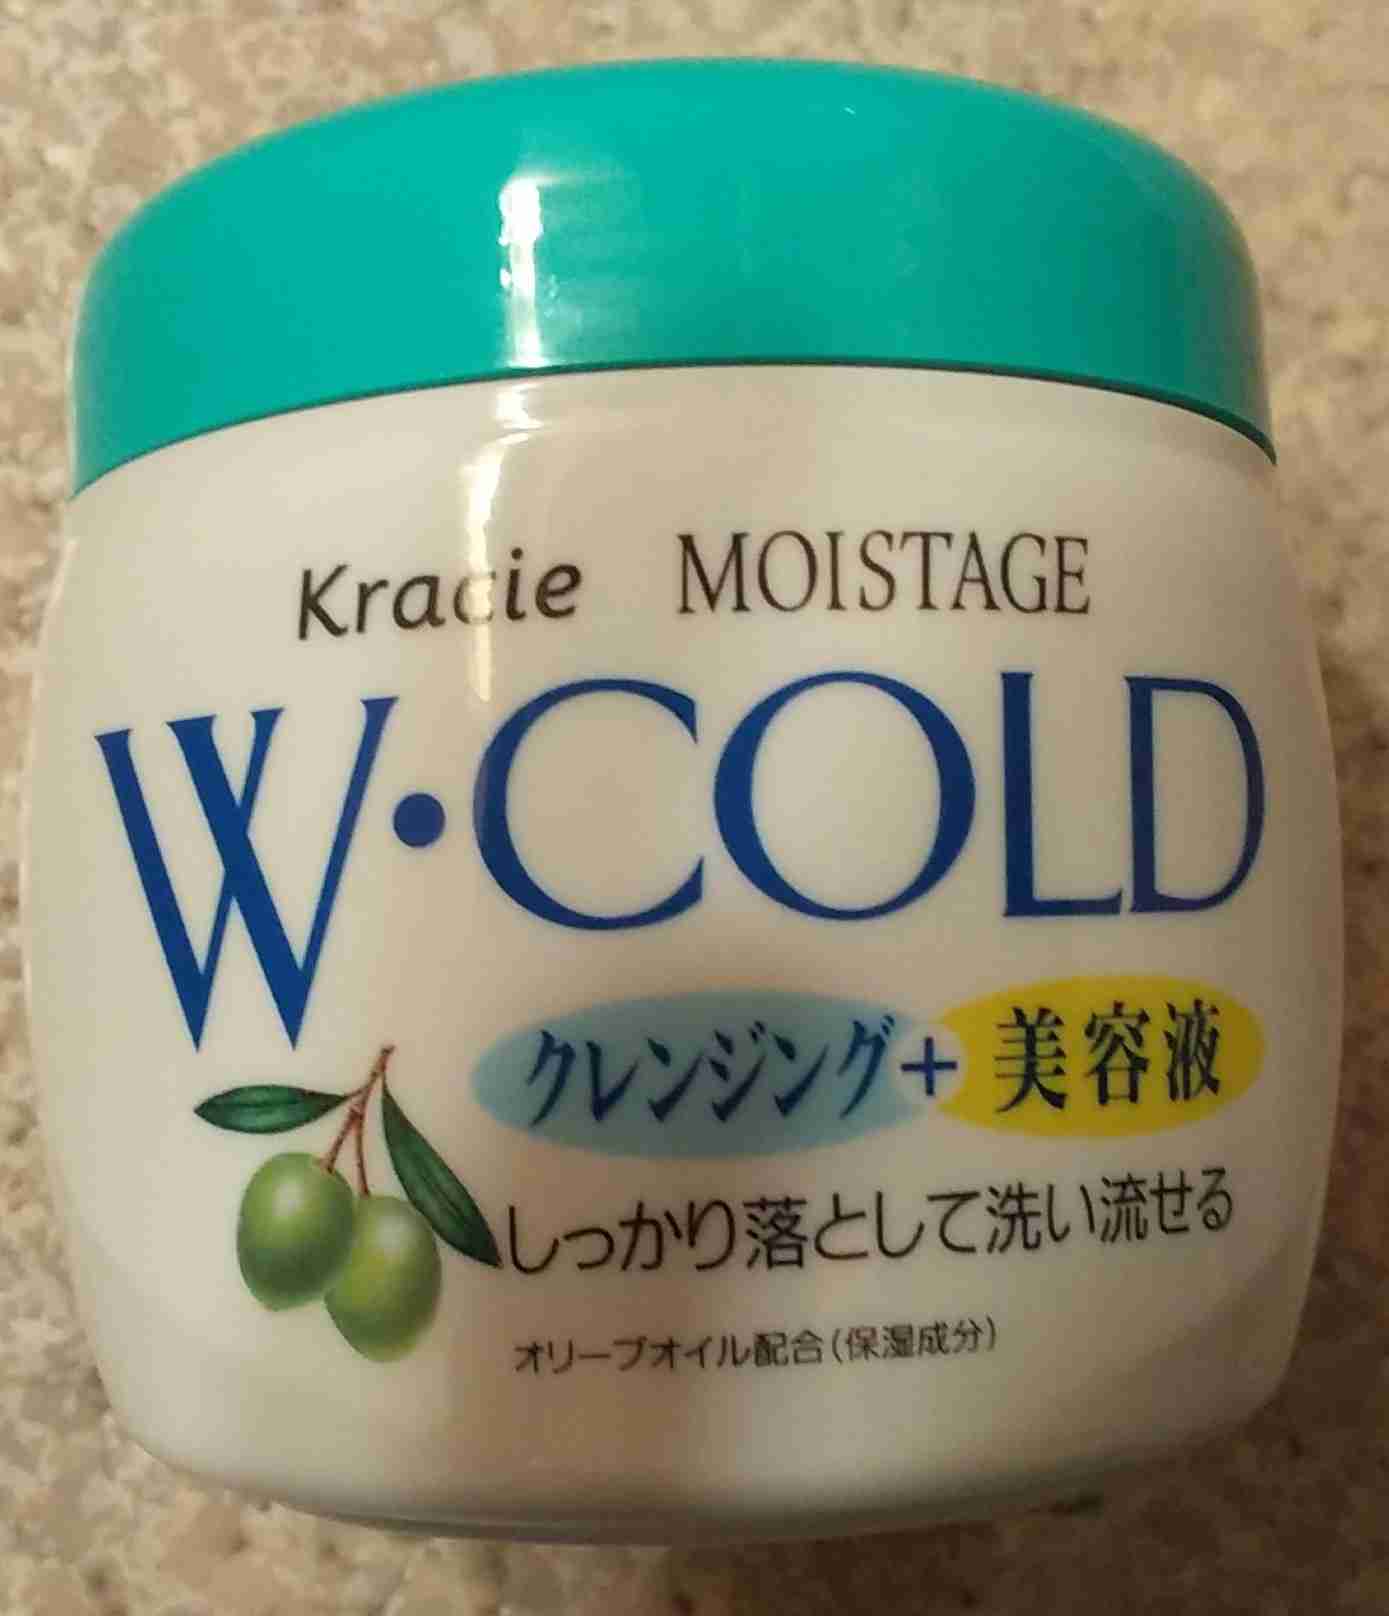 Kracie MOISTAGE
W・COLD
クレンジング+美容液
しっかり落として洗い流せる
オリーブオイル配合(保湿成分)